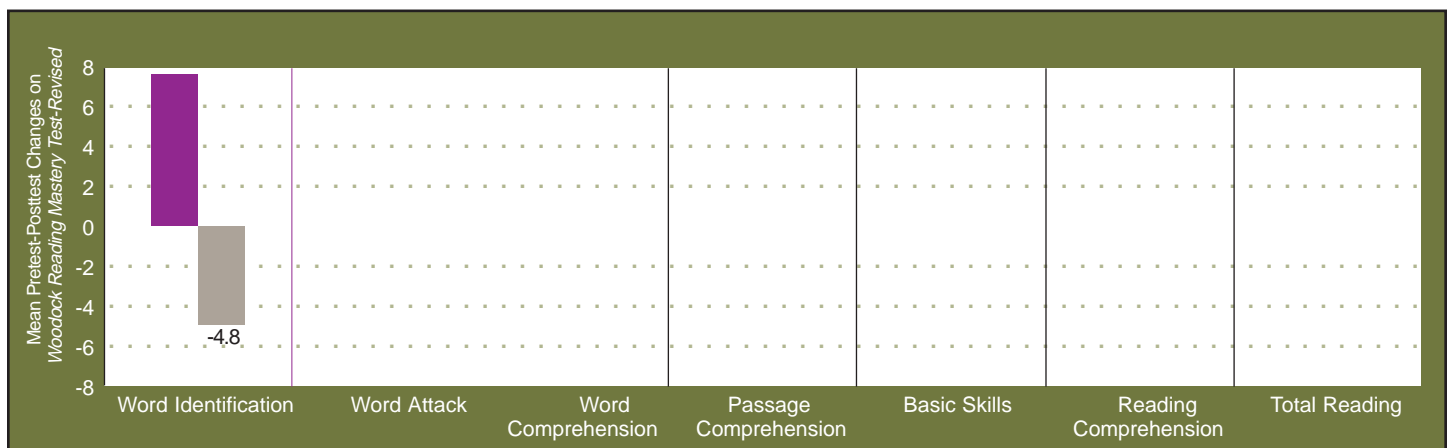 Mean Pretest-Posttest Changes on
Woodock Reading Mastery Test-Revised
8
6
4
2
0
-2
-4
-6
-8
-4.8
Word Identification
Word Attack
Word
Comprehension
Passage
Comprehension
Basic Skills
Reading
Comprehension
Total Reading